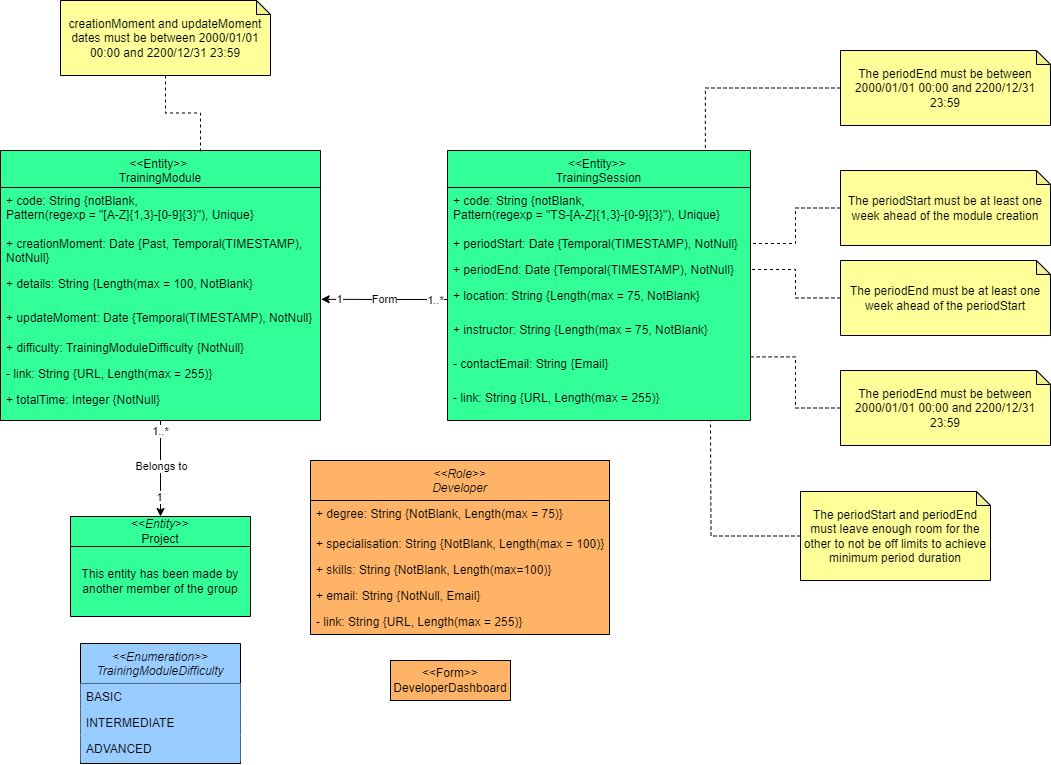 creationMoment and updateMoment
dates must be between 2000/01/01
00:00 and 2200/12/31 23:59
The periodEnd must be between
2000/01/01 00:00 and 2200/12/31
23:59
<<Entity>>
TrainingModule
+ code: String {notBlank,
Pattern(regexp = "[A-Z]{1,3}-[0-9]{3}"), Unique}
+ creationMoment: Date {Past, Temporal(TIMESTAMP),
NotNull}
+ details: String {Length(max = 100, NotBlank}
+ updateMoment: Date {Temporal(TIMESTAMP), NotNull}
+ difficulty: TrainingModuleDifficulty {NotNull}
- link: String {URL, Length(max = 255)}
+ totalTime: Integer {NotNull}
1
Form
1..*
<<Entity>>
TrainingSession
+ code: String {notBlank,
Pattern(regexp = "TS-[A-Z]{1,3}-[0-9]{3}"), Unique}
+ periodStart: Date {Temporal(TIMESTAMP), NotNull}
+ periodEnd: Date {Temporal(TIMESTAMP), NotNull}
+ location: String {Length(max = 75, NotBlank}
+ instructor: String {Length(max = 75, NotBlank}
- contactEmail: String {Email}
- link: String {URL, Length(max = 255)}
The periodStart must be at least one
week ahead of the module creation
The periodEnd must be at least one
week ahead of the periodStart
The periodEnd must be between
2000/01/01 00:00 and 2200/12/31
23:59
The periodStart and periodEnd
must leave enough room for the
other to not be off limits to achieve
minimum period duration
1..*
Belongs to
1
<<Entity>>
Project
This entity has been made by
another member of the group
<<Role>>
Developer
+ degree: String {NotBlank, Length(max = 75)}
+ specialisation: String {NotBlank, Length(max = 100)}
+ skills: String {NotBlank, Length(max=100)}
+ email: String {NotNull, Email}
- link: String {URL, Length(max = 255)}
<<Enumeration>>
TrainingModuleDifficulty
BASIC
INTERMEDIATE
ADVANCED
<<Form>>
DeveloperDashboard